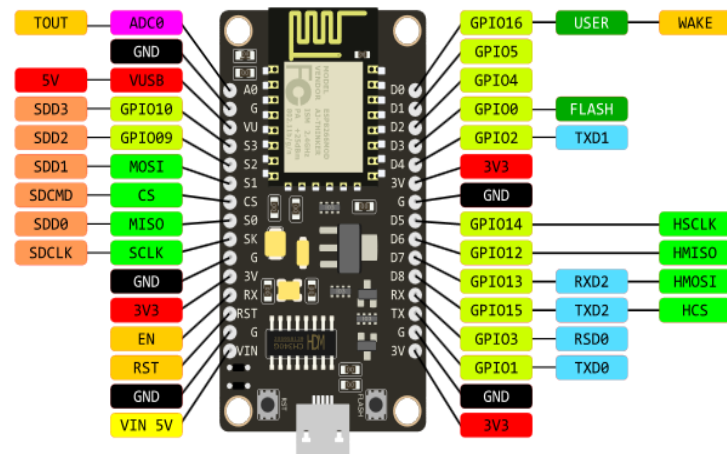 TOUT ADC0
GND
5V VUSB
SDD3 GPIO10
SDD2 GPIO09
SDD1 MOSI
SDCMD CS
SDD0 MISO
SDCLK SCLK
GND
3V3
EN
RST
GND
VIN 5V
A0
G
VU
S3
S2
S1
CS
S0
SK
G
3V
RX
RST
G
VIN
MODEL
VENDOR
FC
RST
FLASH
D0
D1
D2
D3
D4
3V
G
D5
D6
D7
D8
RX
TX
G
3V
GPIO16 USER WAKE
GPIO5
GPIO4
GPIO0 FLASH
GPIO2 TXD1
3V3
GND
GPIO14 HSCLK
GPIO12 HMISO
GPIO13 RXD2 HMOSI
GPIO15 TXD2 HCS
GPIO3 RSD0
GPIO1 TXD0
GND
3V3